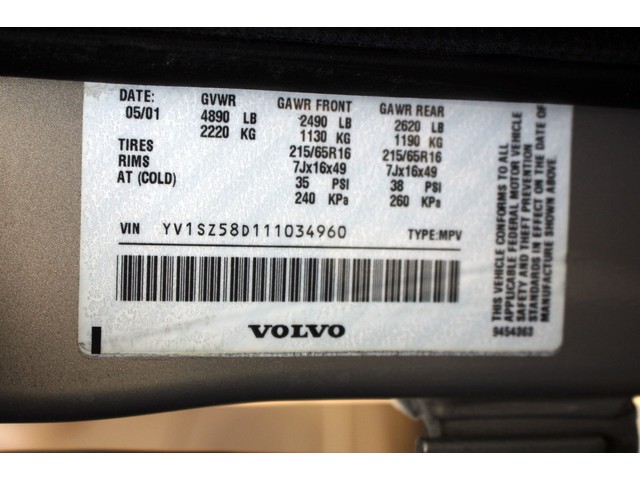 DATE: GVWR GAWR FRONT GAWR REAR
05/01 4890 LB 2490 LB 2620 LB
2220 KG 1130 KG 1190 KG
TIRES 215/65R16 215/65R16
RIMS 7Jx16x49 7Jx16x49
AT (COLD) 35 PSI 38 PSI
240 KPa 260 KPa
VIN YV1SZ58D111034960 TYPE: MPV
VOLVO
THIS VEHICLE CONFORMS TO ALL
APPLICABLE FEDERAL MOTOR VEHICLE
SAFETY AND THEFT PREVENTION
STANDARDS IN EFFECT ON THE DATE OF
MANUFACTURE SHOWN ABOVE.
9454363